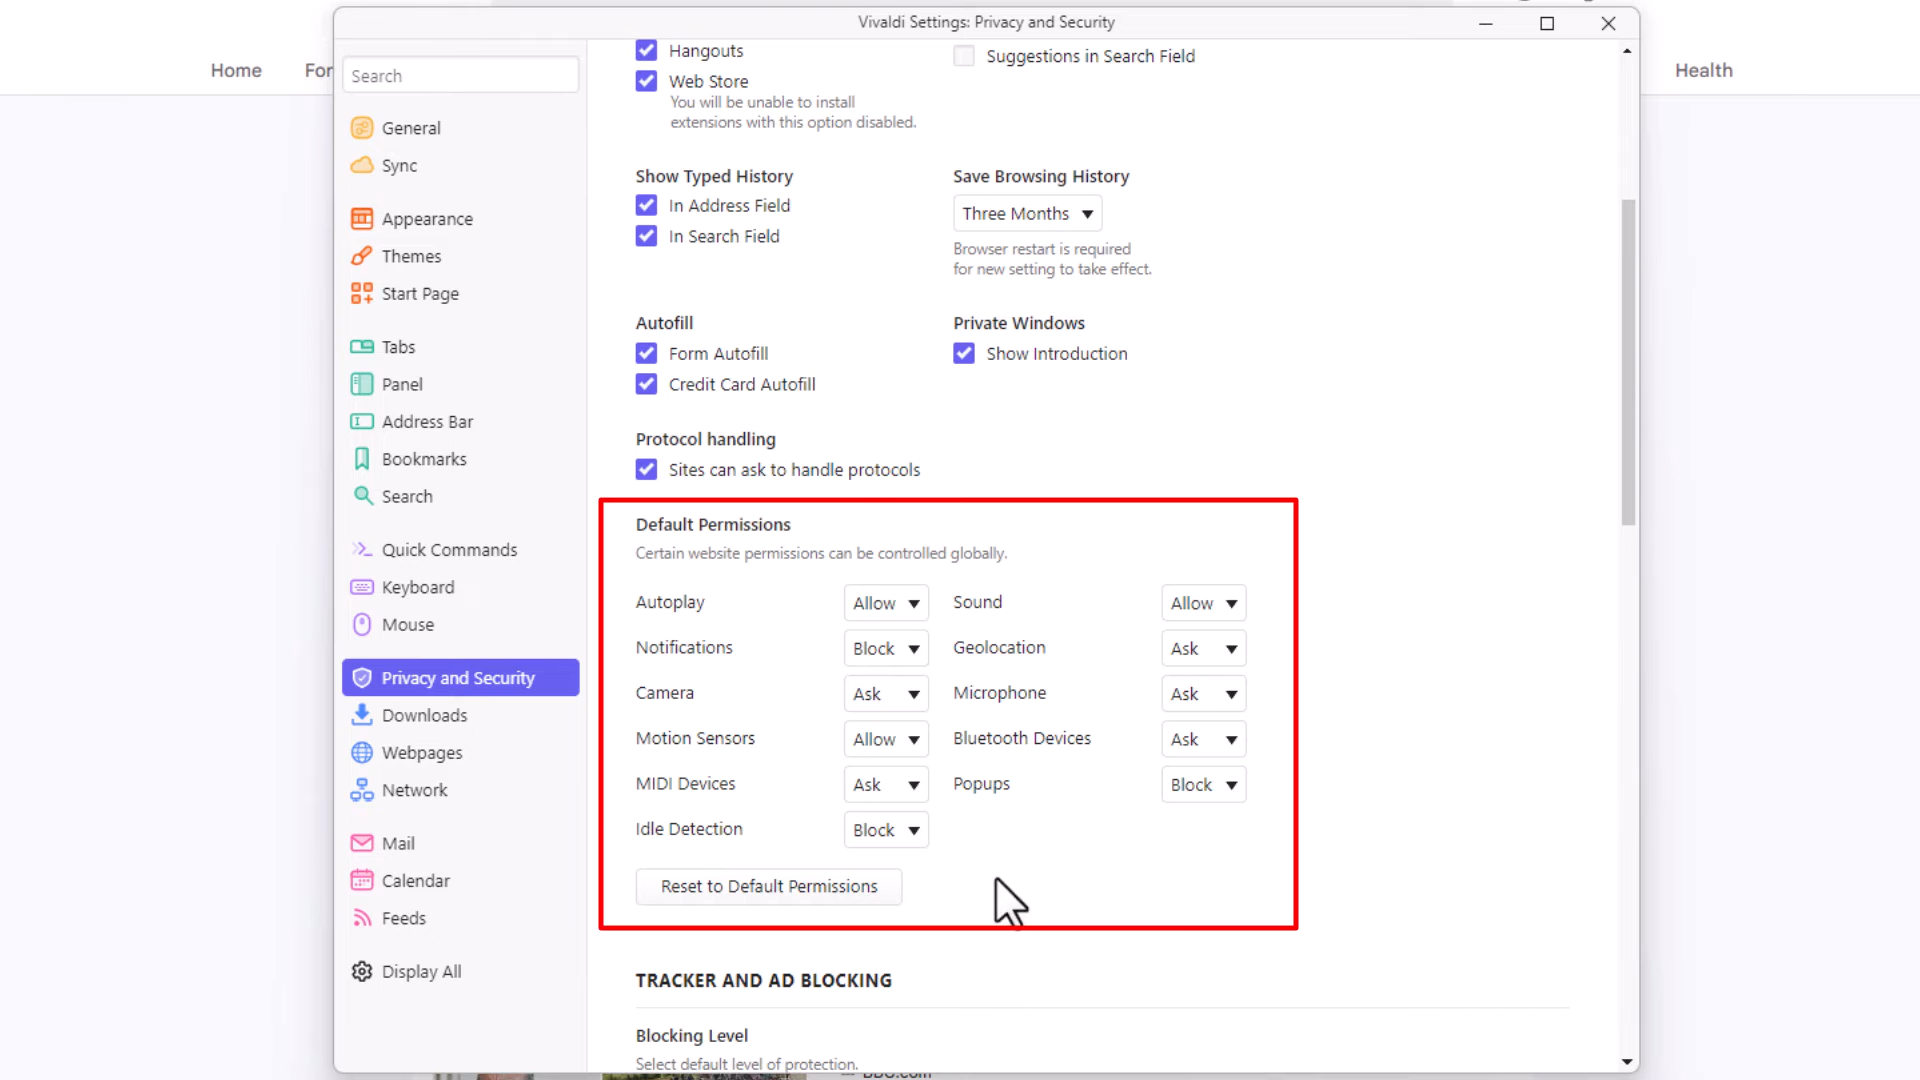 Vivaldi Settings: Privacy and Security
Home
For
Health
Search
General
Sync
Appearance
Themes
Start Page
Tabs
Panel
Address Bar
Bookmarks
Search
Quick Commands
Keyboard
Mouse
Privacy and Security
Downloads
Webpages
Network
Mail
Calendar
Feeds
Display All
Hangouts
Web Store
You will be unable to install
extensions with this option disabled.
Suggestions in Search Field
Show Typed History
In Address Field
In Search Field
Save Browsing History
Three Months
Browser restart is required
for new setting to take effect.
Autofill
Form Autofill
Credit Card Autofill
Private Windows
Show Introduction
Protocol handling
Sites can ask to handle protocols
Default Permissions
Certain website permissions can be controlled globally.
Autoplay Allow Sound Allow
Notifications Block Geolocation Ask
Camera Ask Microphone Ask
Motion Sensors Allow Bluetooth Devices Ask
MIDI Devices Ask Popups Block
Idle Detection Block
Reset to Default Permissions
TRACKER AND AD BLOCKING
Blocking Level
Select default level of protection.